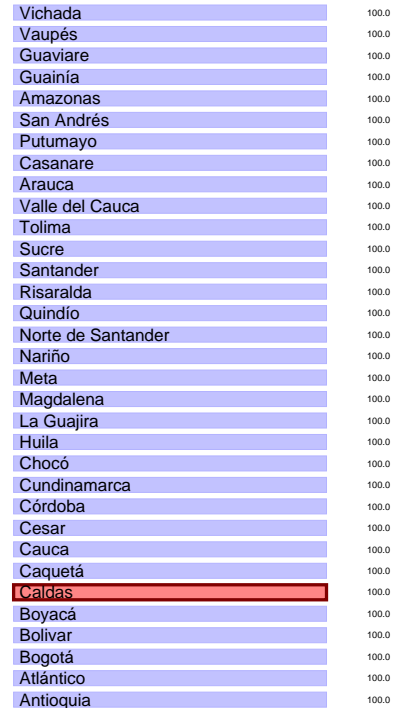 Vichada 100.0
Vaupés 100.0
Guaviare 100.0
Guainía 100.0
Amazonas 100.0
San Andrés 100.0
Putumayo 100.0
Casanare 100.0
Arauca 100.0
Valle del Cauca 100.0
Tolima 100.0
Sucre 100.0
Santander 100.0
Risaralda 100.0
Quindío 100.0
Norte de Santander 100.0
Nariño 100.0
Meta 100.0
Magdalena 100.0
La Guajira 100.0
Huila 100.0
Chocó 100.0
Cundinamarca 100.0
Córdoba 100.0
Cesar 100.0
Cauca 100.0
Caquetá 100.0
Caldas 100.0
Boyacá 100.0
Bolivar 100.0
Bogotá 100.0
Atlántico 100.0
Antioquia 100.0